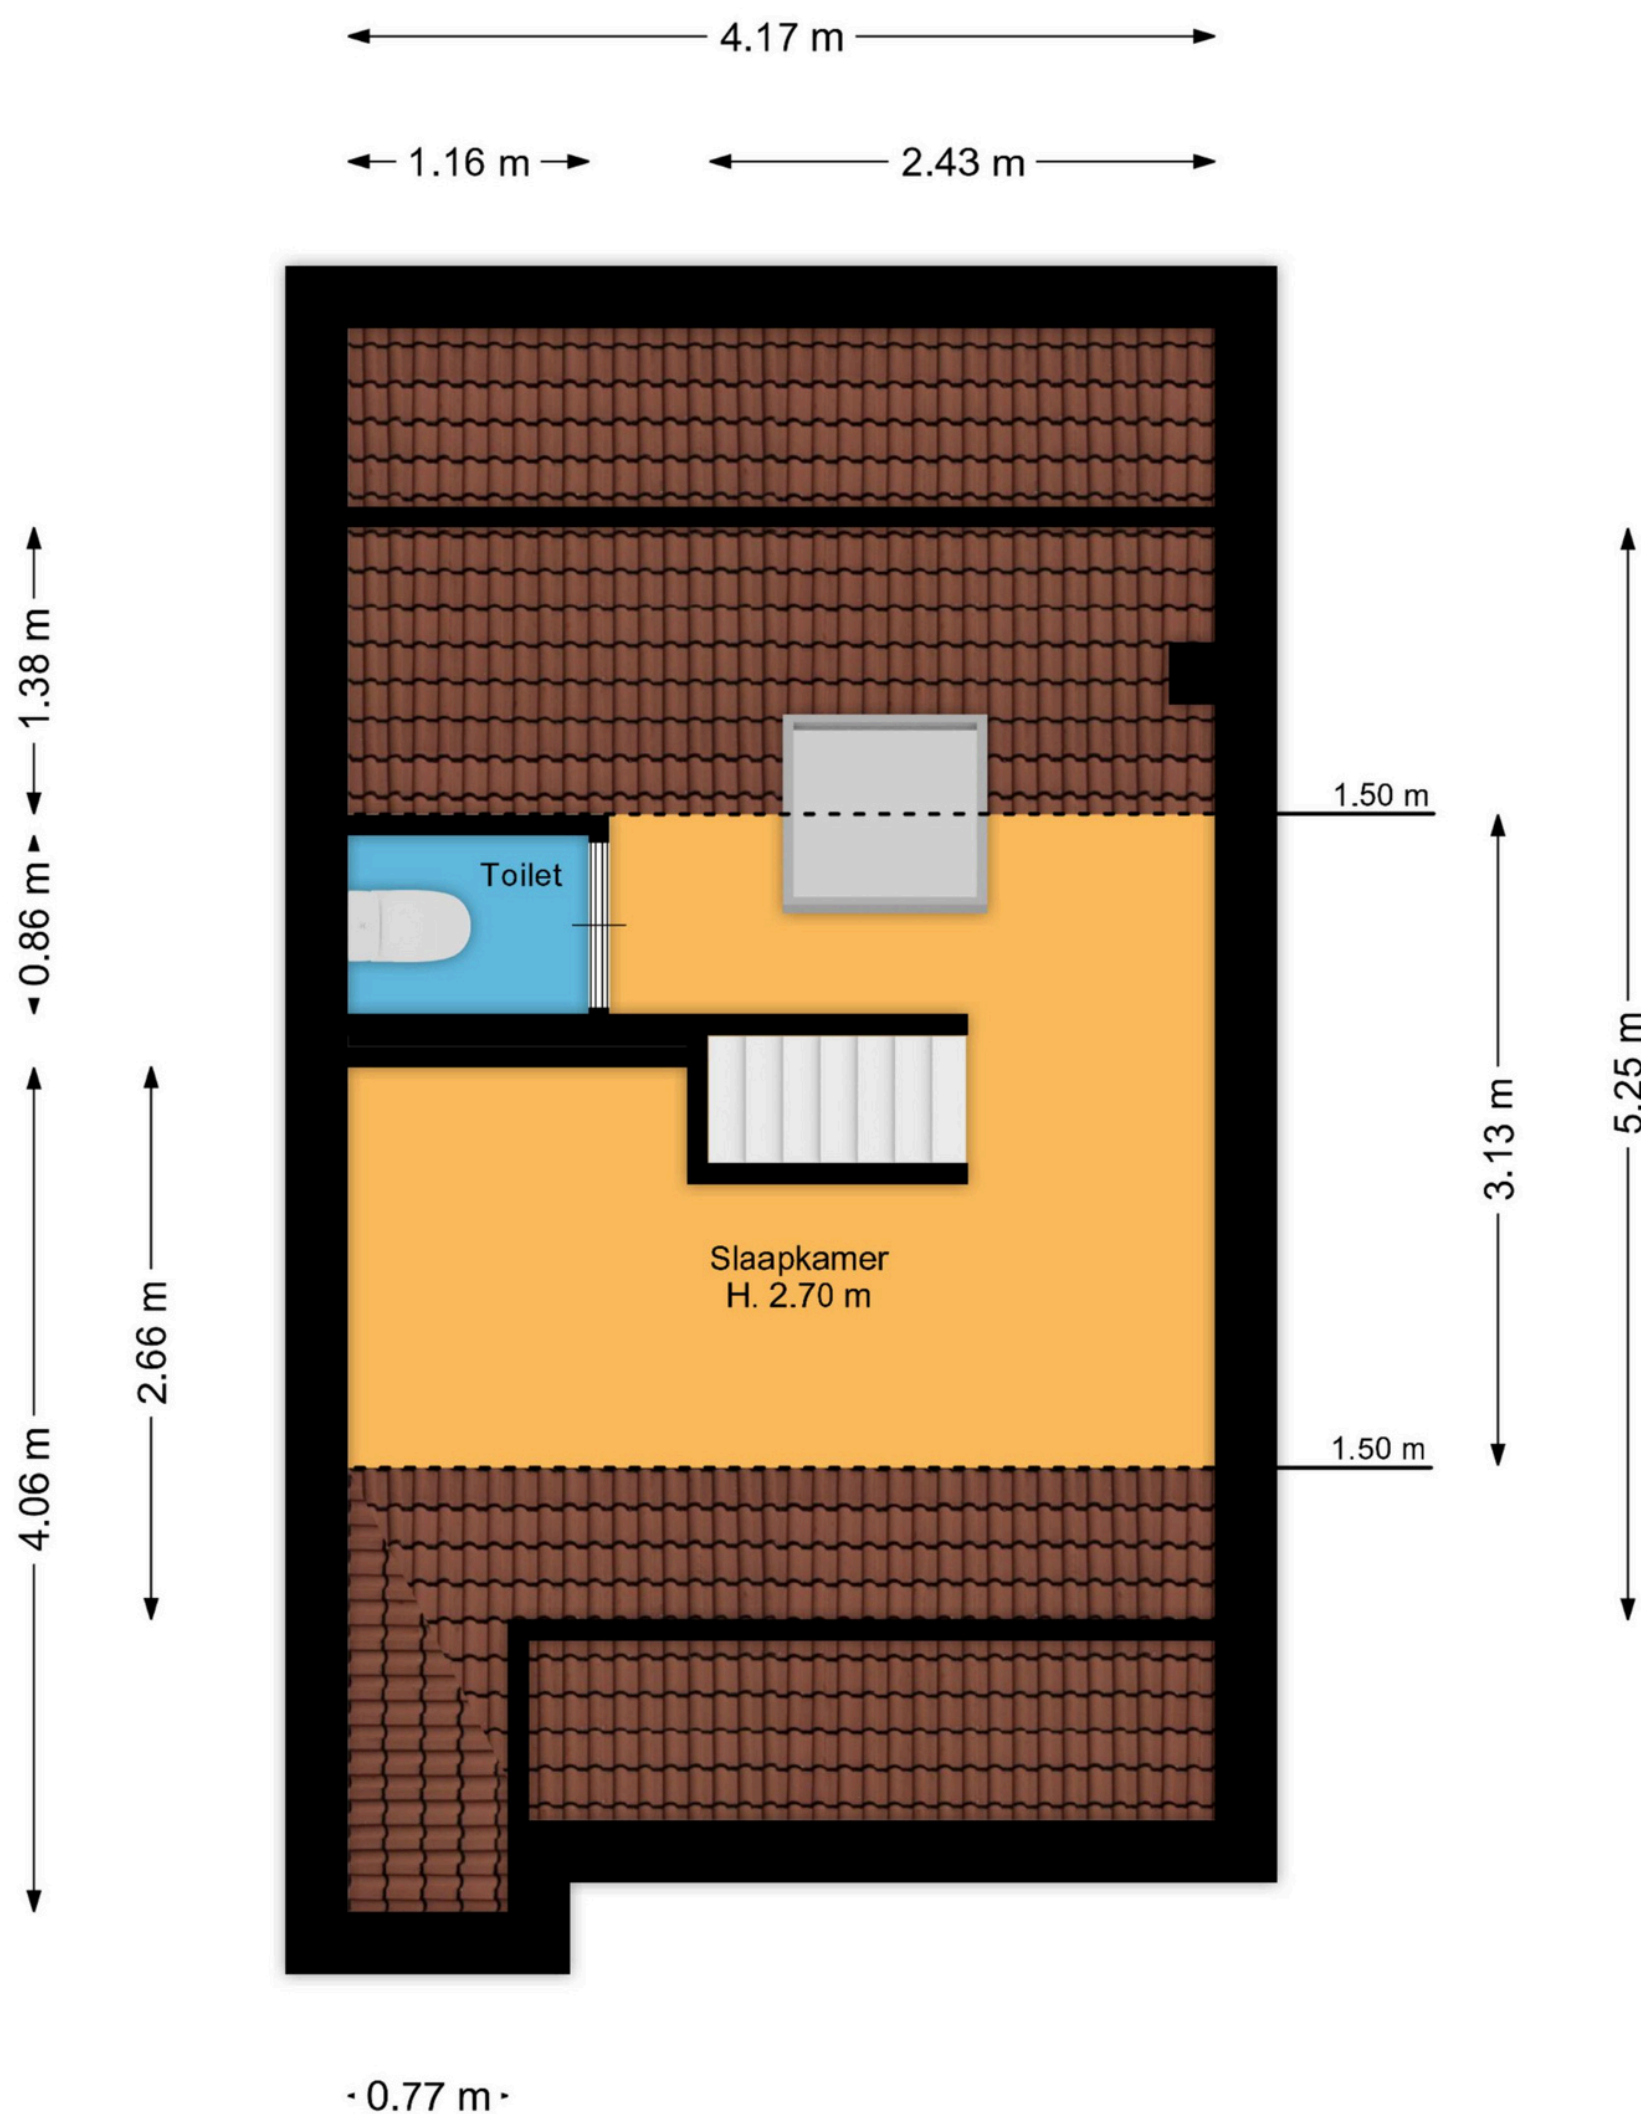 4.17 m
1.16 m
2.43 m
1.38 m
1.50 m
Toilet
0.86 m
5.25 m
3.13 m
Slaapkamer
H. 2.70 m
2.66 m
1.50 m
4.06 m
0.77 m